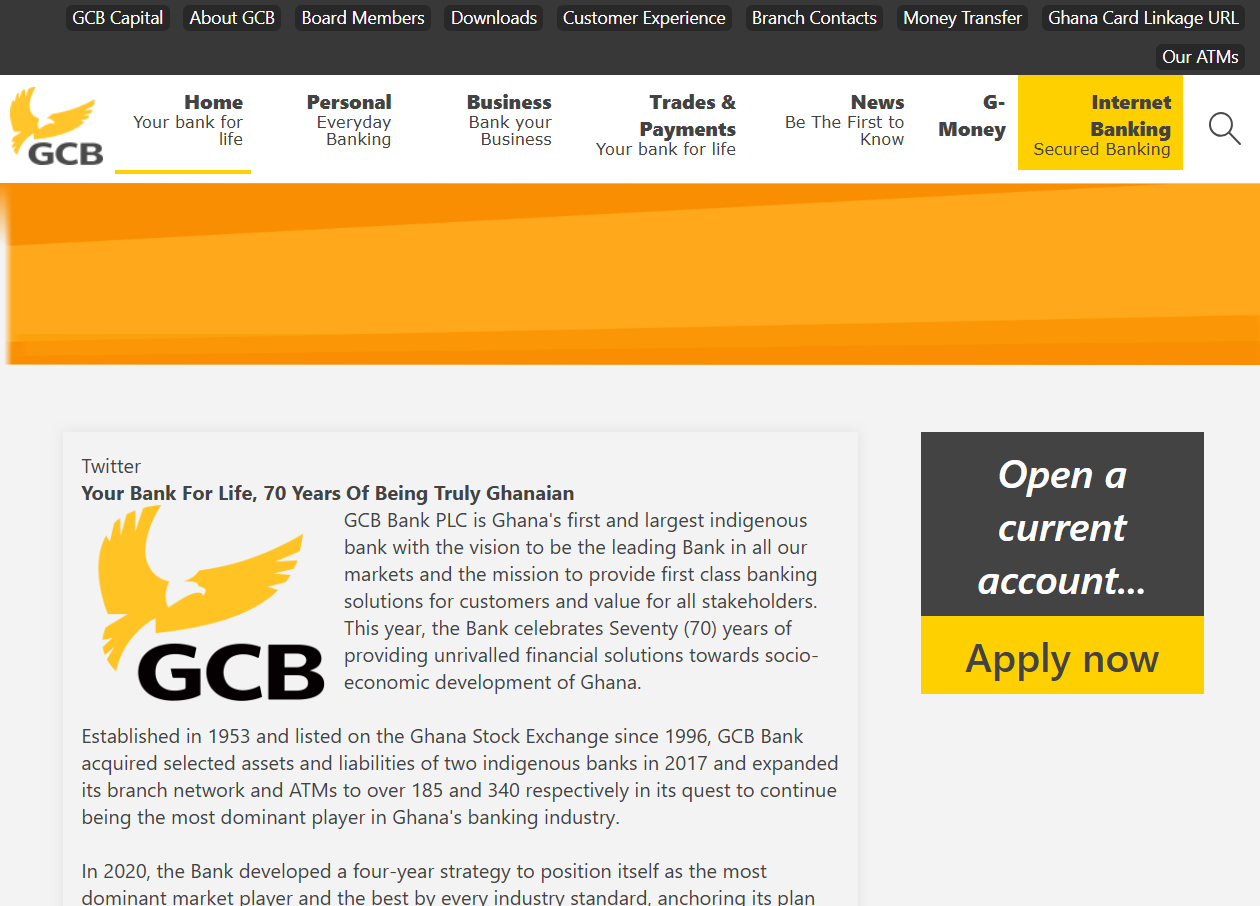 GCB Capital About GCB Board Members Downloads Customer Experience Branch Contacts Money Transfer Ghana Card Linkage URL
Our ATMs
GCB
Home
Your bank for
life
Personal
Everyday
Banking
Business
Bank your
Business
Trades &
Payments
Your bank for life
News
Be The First to
Know
G-
Money
Internet
Banking
Secured Banking
Twitter
Your Bank For Life, 70 Years Of Being Truly Ghanaian
GCB
GCB Bank PLC is Ghana's first and largest indigenous
bank with the vision to be the leading Bank in all our
markets and the mission to provide first class banking
solutions for customers and value for all stakeholders.
This year, the Bank celebrates Seventy (70) years of
providing unrivalled financial solutions towards socio-
economic development of Ghana.
Established in 1953 and listed on the Ghana Stock Exchange since 1996, GCB Bank
acquired selected assets and liabilities of two indigenous banks in 2017 and expanded
its branch network and ATMs to over 185 and 340 respectively in its quest to continue
being the most dominant player in Ghana's banking industry.
In 2020, the Bank developed a four-year strategy to position itself as the most
dominant market player and the best by every industry standard, anchoring its plan
Open a
current
account...
Apply now